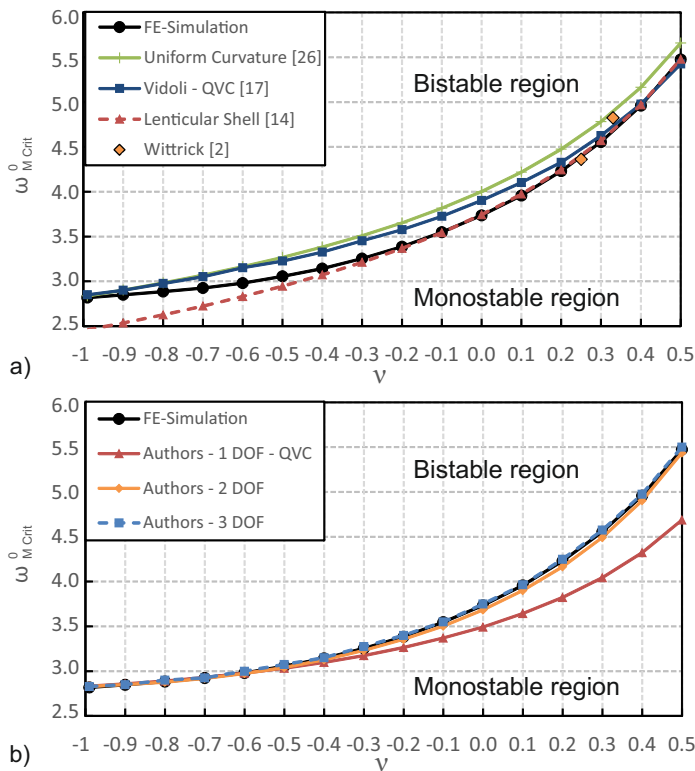 6.0
5.5
5.0
4.5
4.0
3.5
3.0
2.5
ω⁰M Crit
FE-Simulation
Uniform Curvature [26]
Vidoli - QVC [17]
Lenticular Shell [14]
Wittrick [2]
Bistable region
Monostable region
-1 -0.9 -0.8 -0.7 -0.6 -0.5 -0.4 -0.3 -0.2 -0.1 0.0 0.1 0.2 0.3 0.4 0.5
ν
a)
6.0
5.5
5.0
4.5
4.0
3.5
3.0
2.5
ω⁰M Crit
FE-Simulation
Authors - 1 DOF - QVC
Authors - 2 DOF
Authors - 3 DOF
Bistable region
Monostable region
-1 -0.9 -0.8 -0.7 -0.6 -0.5 -0.4 -0.3 -0.2 -0.1 0.0 0.1 0.2 0.3 0.4 0.5
ν
b)